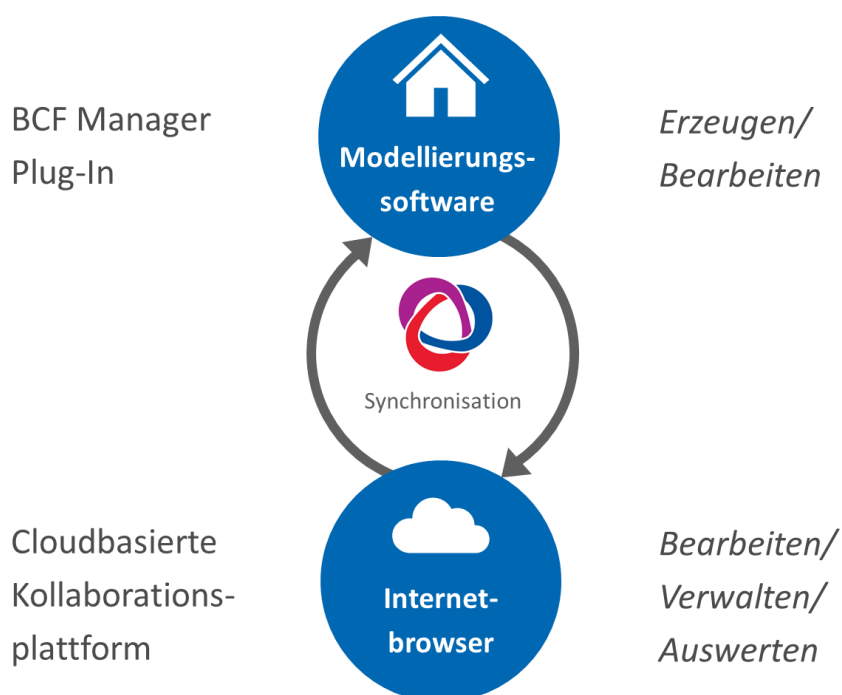 BCF Manager
Plug-In
Modellierungs-
software
Erzeugen/
Bearbeiten
Synchronisation
Cloudbasierte
Kollaborations-
plattform
Internet-
browser
Bearbeiten/
Verwalten/
Auswerten